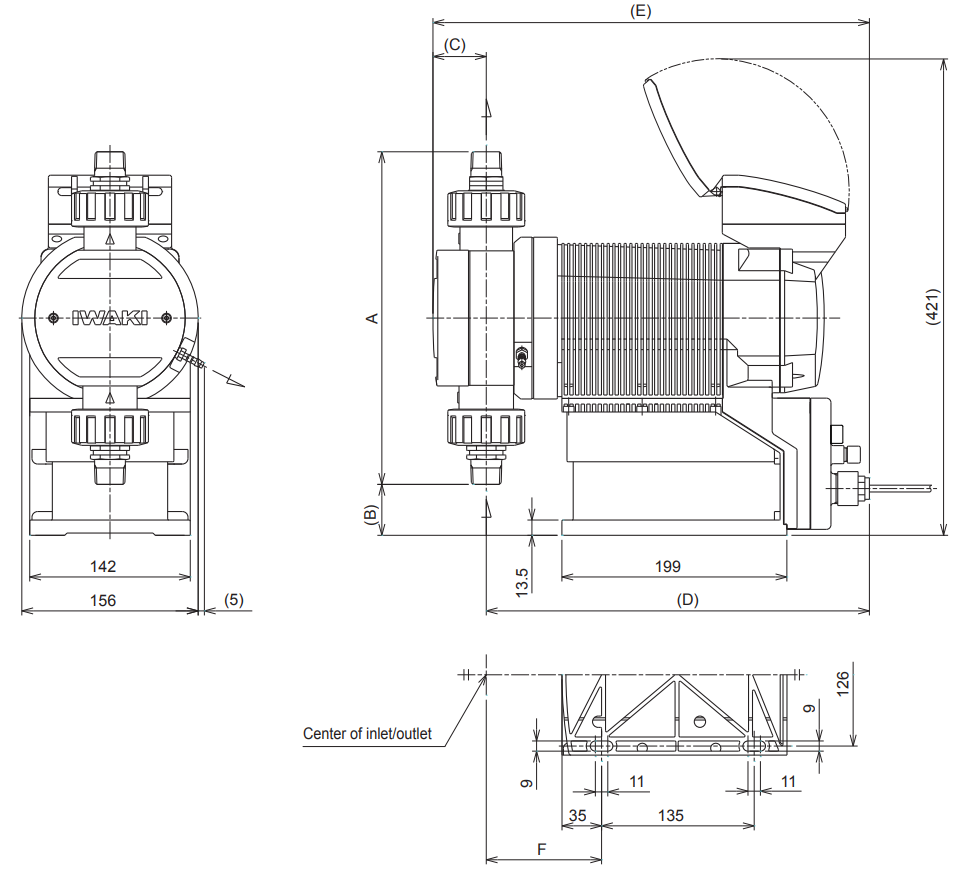 (E)
(C)
A
(B)
(421)
IWAKI
142
156
(5)
13.5
199
(D)
Center of inlet/outlet
126
9
9
11
11
35
135
F